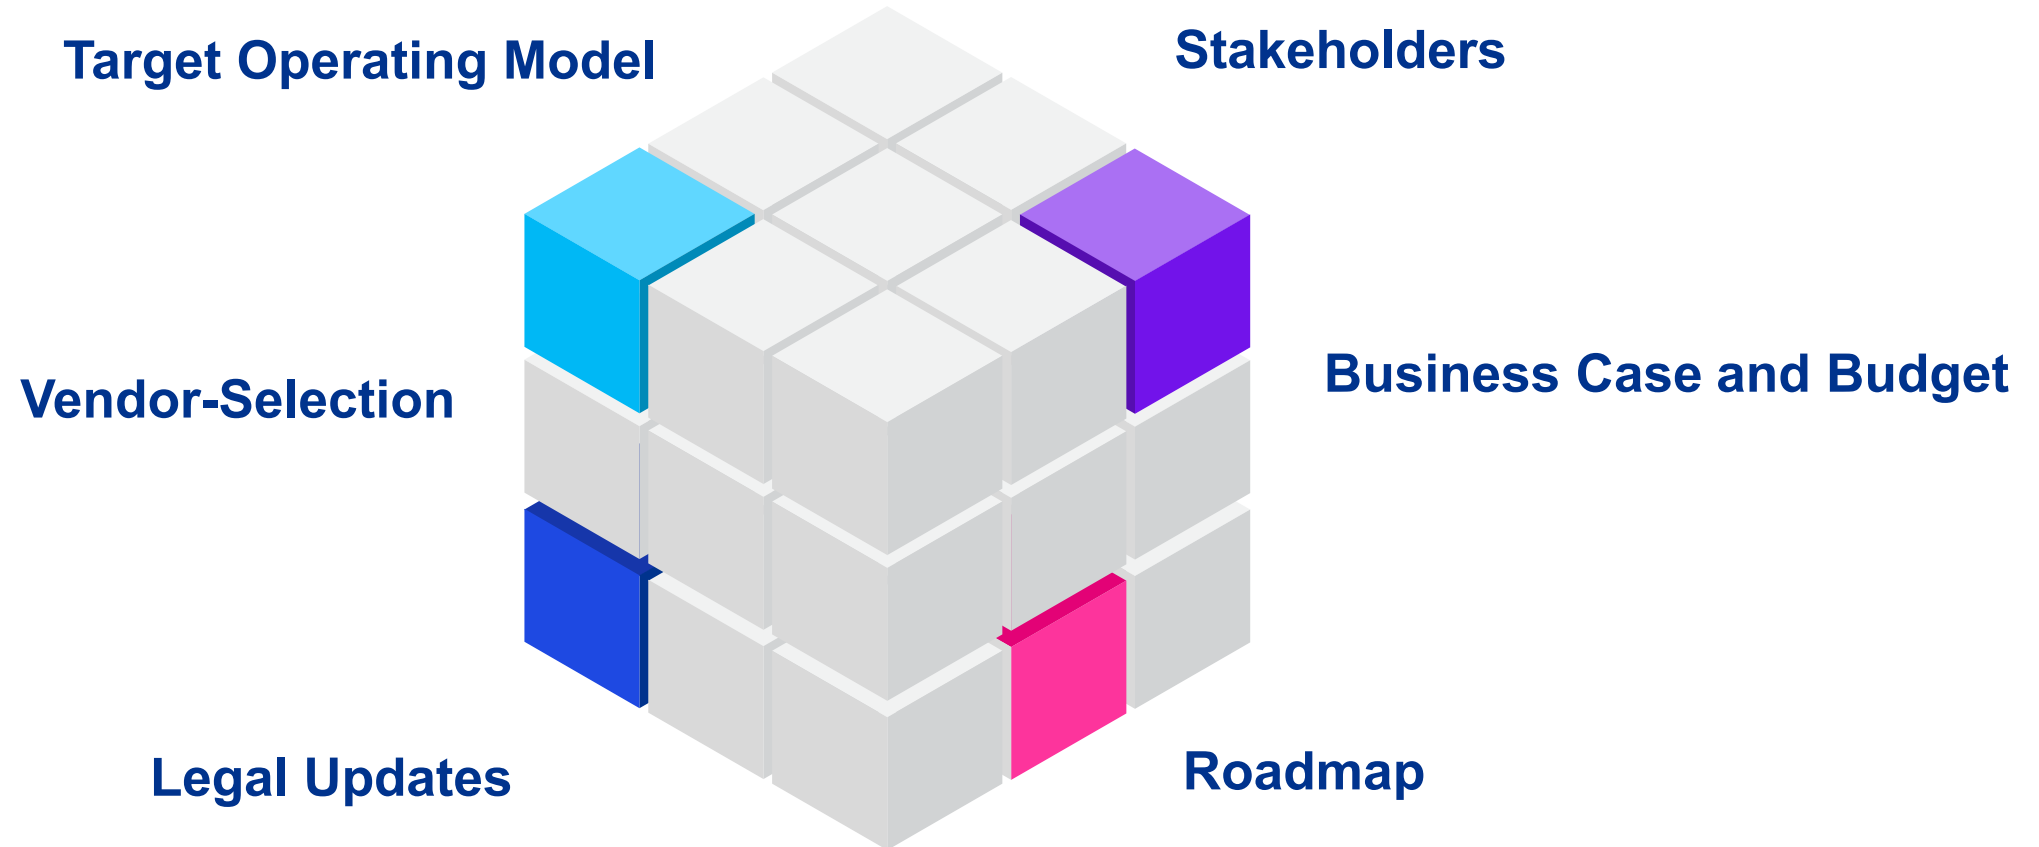 Target Operating Model
Stakeholders
Vendor-Selection
Business Case and Budget
Legal Updates
Roadmap